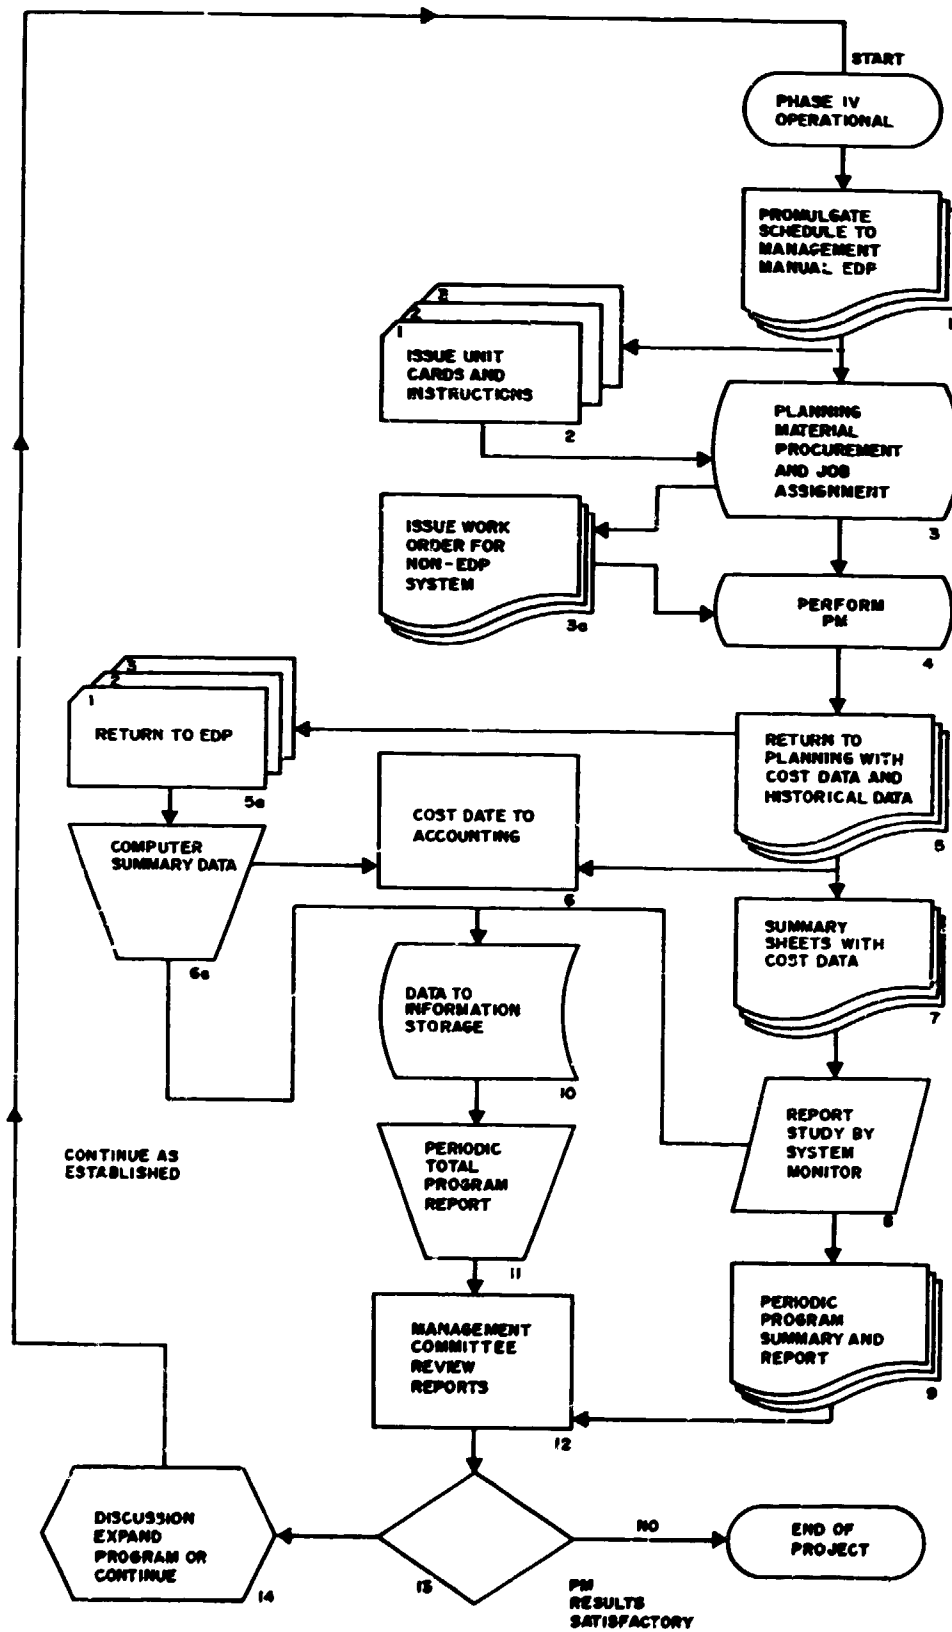 START
PHASE IV
OPERATIONAL
PROMULGATE
SCHEDULE TO
MANAGEMENT
MANUAL EDP
1
3
2
1
ISSUE UNIT
CARDS AND
INSTRUCTIONS
2
PLANNING
MATERIAL
PROCUREMENT
AND JOB
ASSIGNMENT
3
ISSUE WORK
ORDER FOR
NON-EDP
SYSTEM
3a
PERFORM
PM
4
3
2
1
RETURN TO EDP
5a
RETURN TO
PLANNING WITH
COST DATA AND
HISTORICAL DATA
5
COST DATE TO
ACCOUNTING
6
COMPUTER
SUMMARY DATA
6a
SUMMARY
SHEETS WITH
COST DATA
7
DATA TO
INFORMATION
STORAGE
10
REPORT
STUDY BY
SYSTEM
MONITOR
8
CONTINUE AS
ESTABLISHED
PERIODIC
TOTAL
PROGRAM
REPORT
11
PERIODIC
PROGRAM
SUMMARY AND
REPORT
9
MANAGEMENT
COMMITTEE
REVIEW
REPORTS
12
DISCUSSION
EXPAND
PROGRAM OR
CONTINUE
14
13
NO
END OF
PROJECT
PM
RESULTS
SATISFACTORY